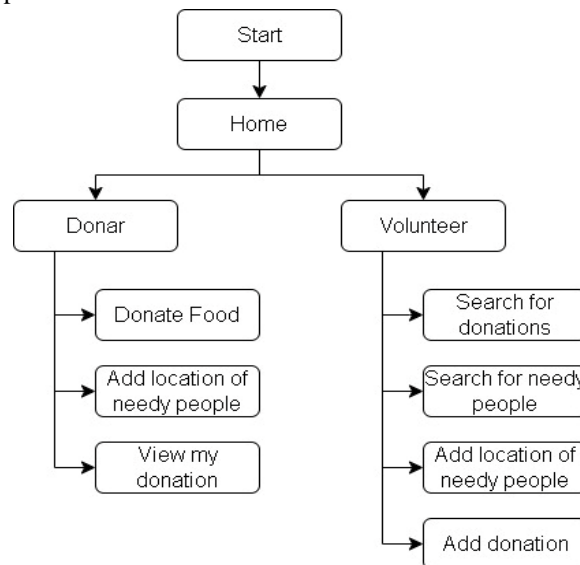 Start
Home
Donar
Volunteer
Donate Food
Search for
donations
Add location of
needy people
Search for needy
people
View my
donation
Add location of
needy people
Add donation